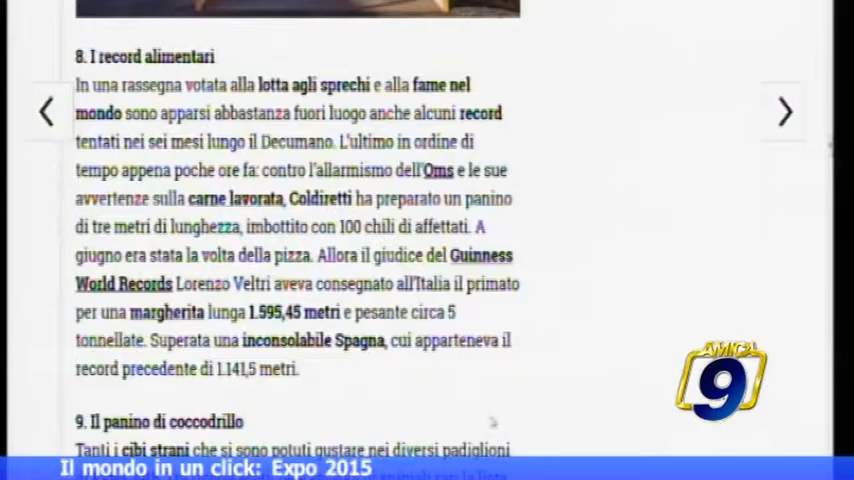 8. I record alimentari
In una rassegna votata alla lotta agli sprechi e alla fame nel
mondo sono apparsi abbastanza fuori luogo anche alcuni record
tentati nei sei mesi lungo il Decumano. L'ultimo in ordine di
tempo appena poche ore fa: contro l'allarmismo dell'Oms e le sue
avvertenze sulla carne lavorata, Coldiretti ha preparato un panino
di tre metri di lunghezza, imbottito con 100 chili di affettati. A
giugno era stata la volta della pizza. Allora il giudice del Guinness
World Records Lorenzo Veltri aveva consegnato all'Italia il primato
per una margherita lunga 1.595,45 metri e pesante circa 5
tonnellate. Superata una inconsolabile Spagna, cui apparteneva il
record precedente di 1.141,5 metri.
9. Il panino di coccodrillo
Tanti i cibi strani che si sono potuti gustare nei diversi padiglioni
AMICA
9
Il mondo in un click: Expo 2015